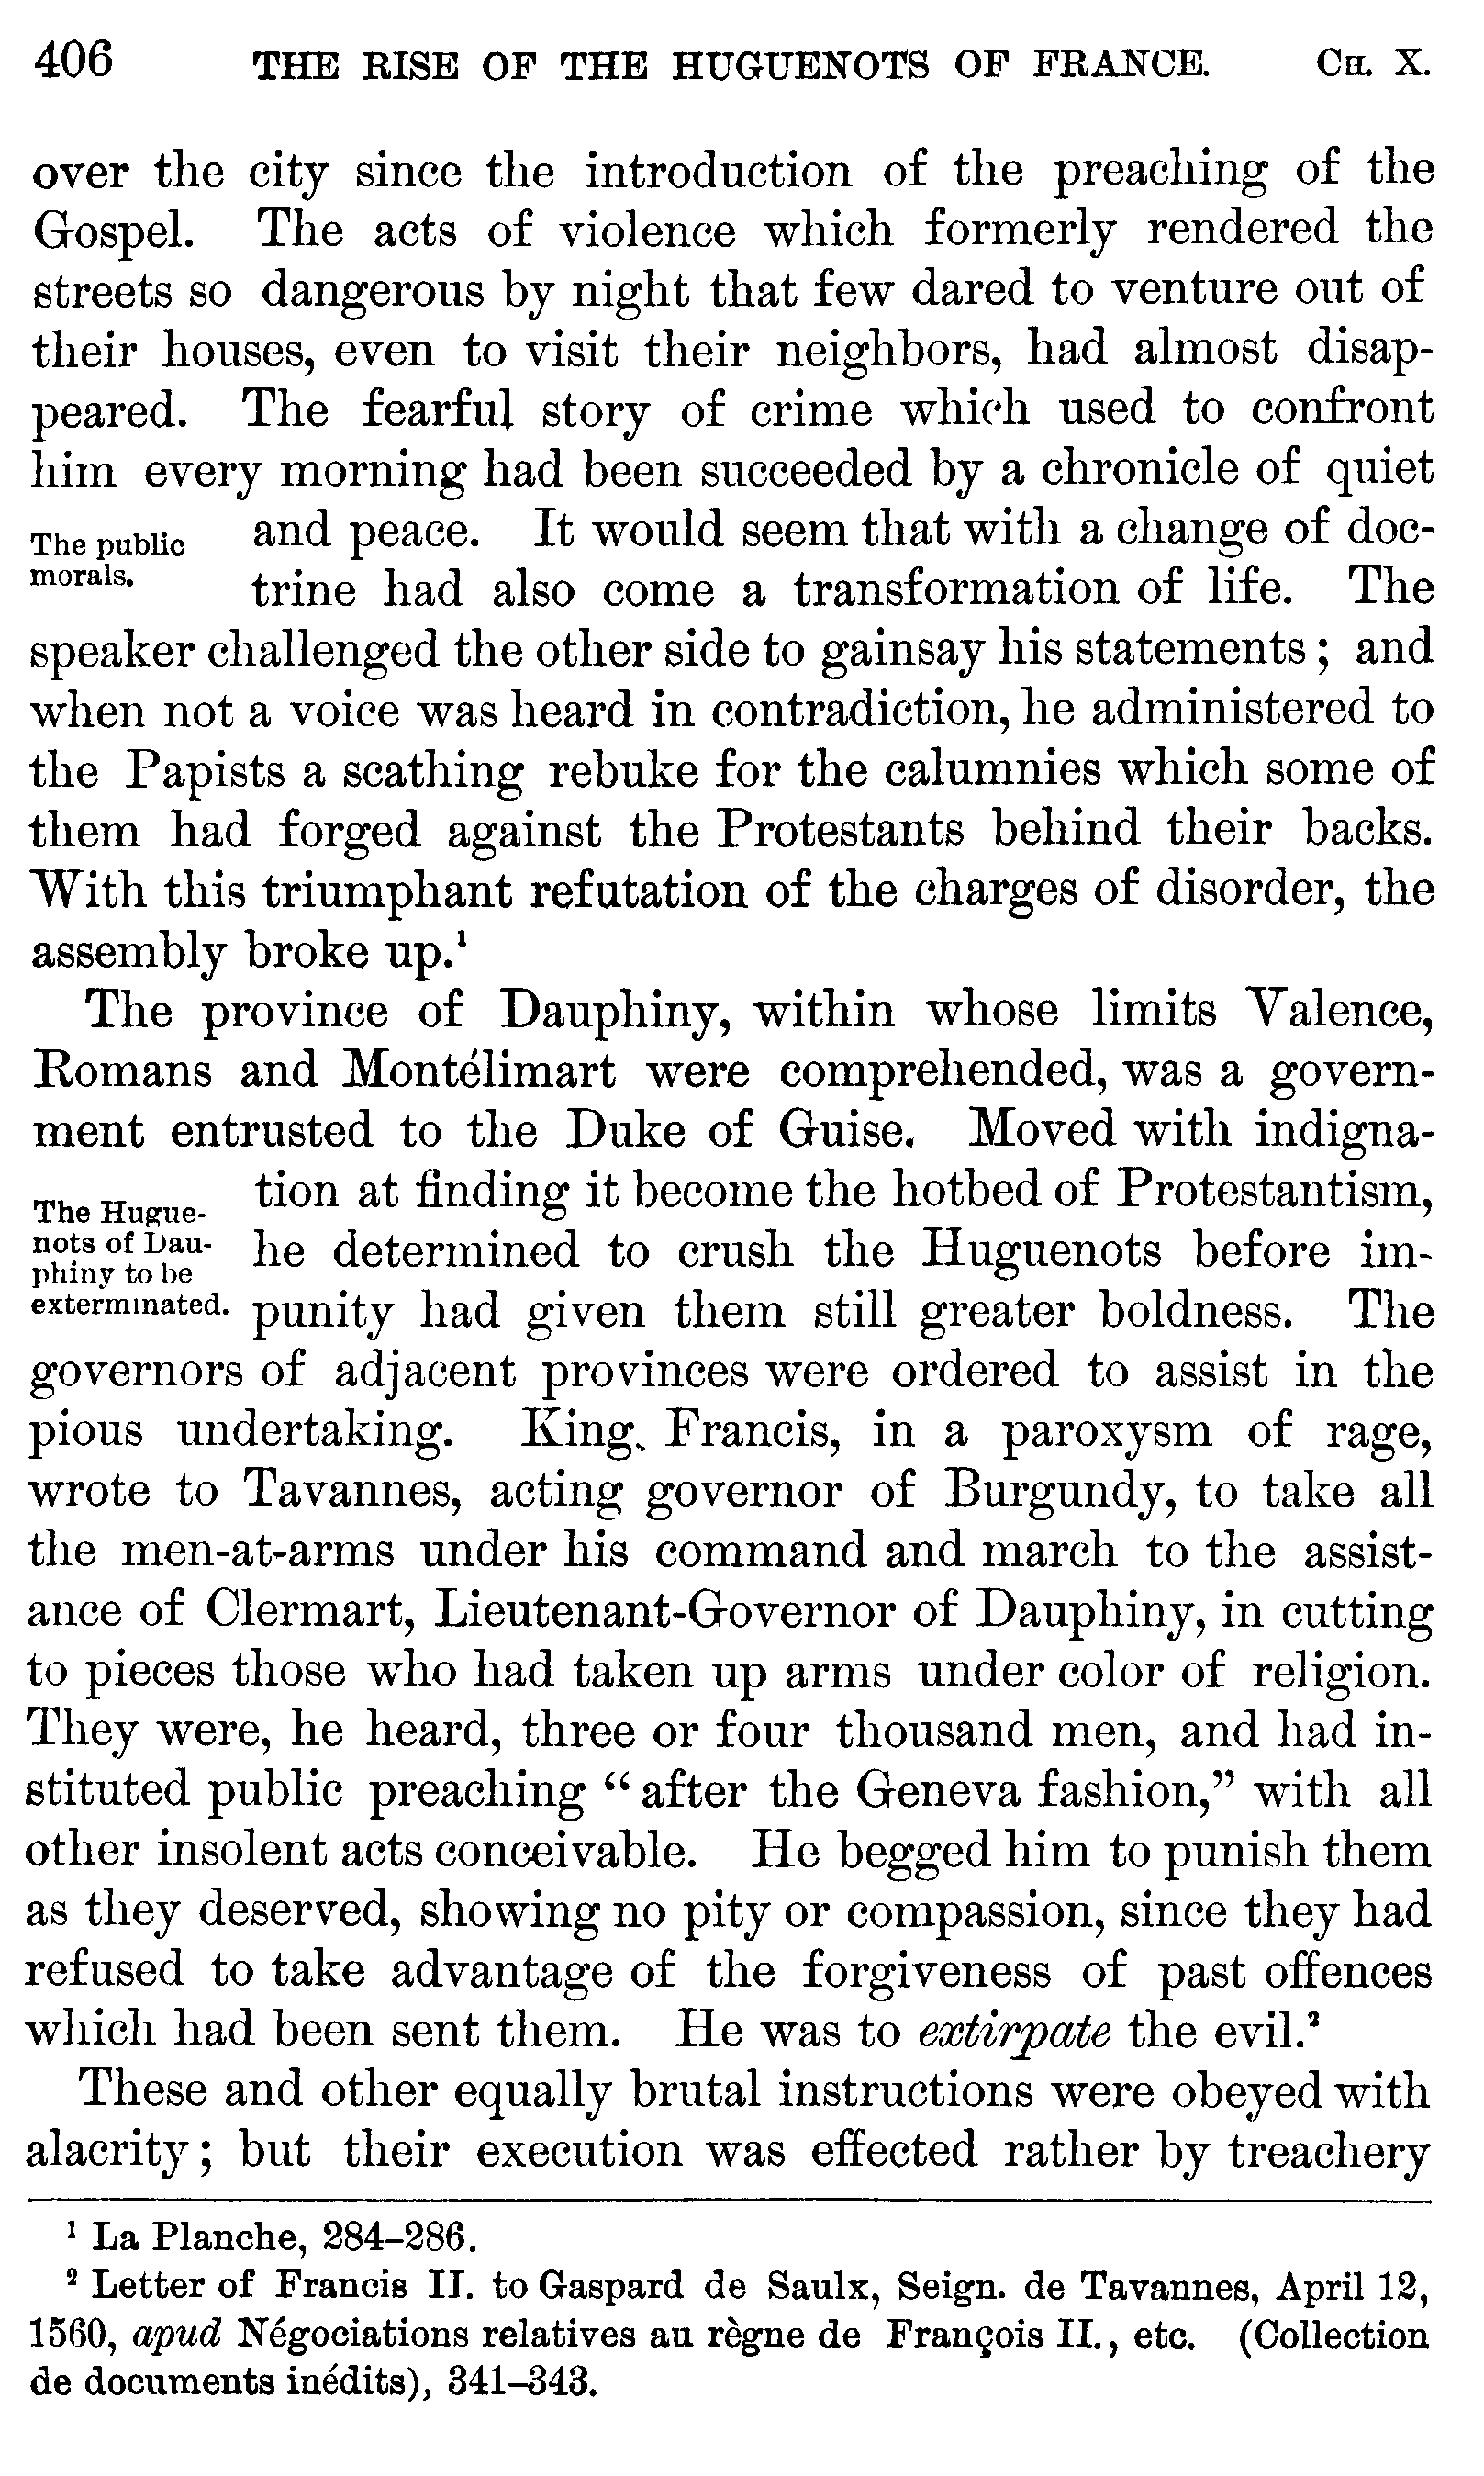 406 THE RISE OF THE HUGUENOTS OF FRANCE. CH. X.
over the city since the introduction of the preaching of the
Gospel. The acts of violence which formerly rendered the
streets so dangerous by night that few dared to venture out of
their houses, even to visit their neighbors, had almost disap-
peared. The fearful story of crime which used to confront
him every morning had been succeeded by a chronicle of quiet
The public
morals.
and peace. It would seem that with a change of doc-
trine had also come a transformation of life. The
speaker challenged the other side to gainsay his statements; and
when not a voice was heard in contradiction, he administered to
the Papists a scathing rebuke for the calumnies which some of
them had forged against the Protestants behind their backs.
With this triumphant refutation of the charges of disorder, the
assembly broke up.¹
The province of Dauphiny, within whose limits Valence,
Romans and Montélimart were comprehended, was a govern-
ment entrusted to the Duke of Guise. Moved with indigna-
The Hugue-
nots of Dau-
phiny to be
exterminated.
tion at finding it become the hotbed of Protestantism,
he determined to crush the Huguenots before im-
punity had given them still greater boldness. The
governors of adjacent provinces were ordered to assist in the
pious undertaking. King Francis, in a paroxysm of rage,
wrote to Tavannes, acting governor of Burgundy, to take all
the men-at-arms under his command and march to the assist-
ance of Clermart, Lieutenant-Governor of Dauphiny, in cutting
to pieces those who had taken up arms under color of religion.
They were, he heard, three or four thousand men, and had in-
stituted public preaching “after the Geneva fashion,” with all
other insolent acts conceivable. He begged him to punish them
as they deserved, showing no pity or compassion, since they had
refused to take advantage of the forgiveness of past offences
which had been sent them. He was to extirpate the evil.²
These and other equally brutal instructions were obeyed with
alacrity; but their execution was effected rather by treachery
¹ La Planche, 284–286.
² Letter of Francis II. to Gaspard de Saulx, Seign. de Tavannes, April 12,
1560, apud Négociations relatives au règne de François II., etc. (Collection
de documents inédits), 341–343.